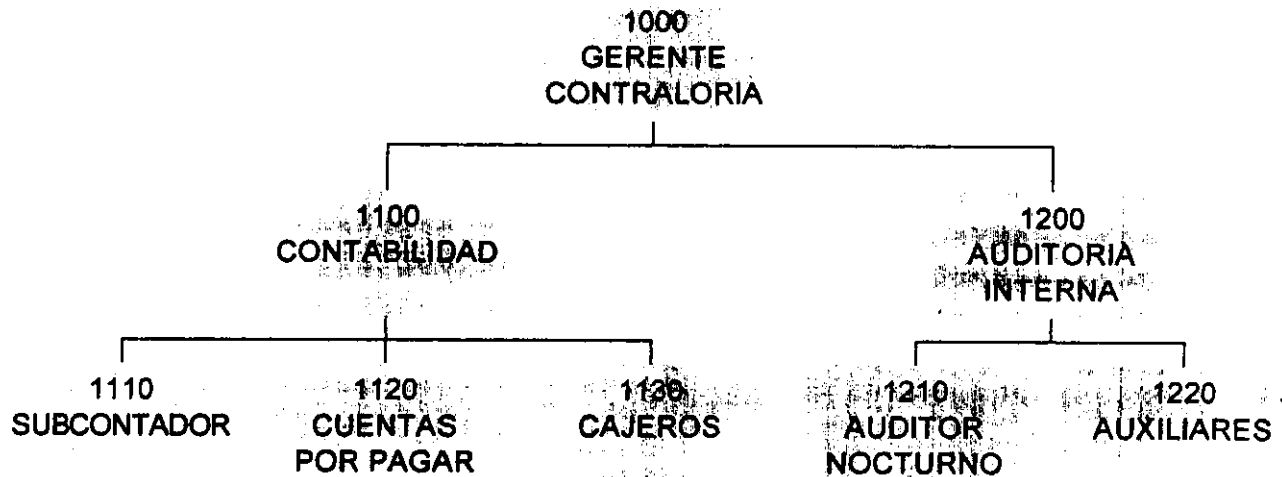 1000
GERENTE
CONTRALORIA
1100
CONTABILIDAD
1200
AUDITORIA
INTERNA
1110
SUBCONTADOR
1120
CUENTAS
POR PAGAR
1130
CAJEROS
1210
AUDITOR
NOCTURNO
1220
AUXILIARES